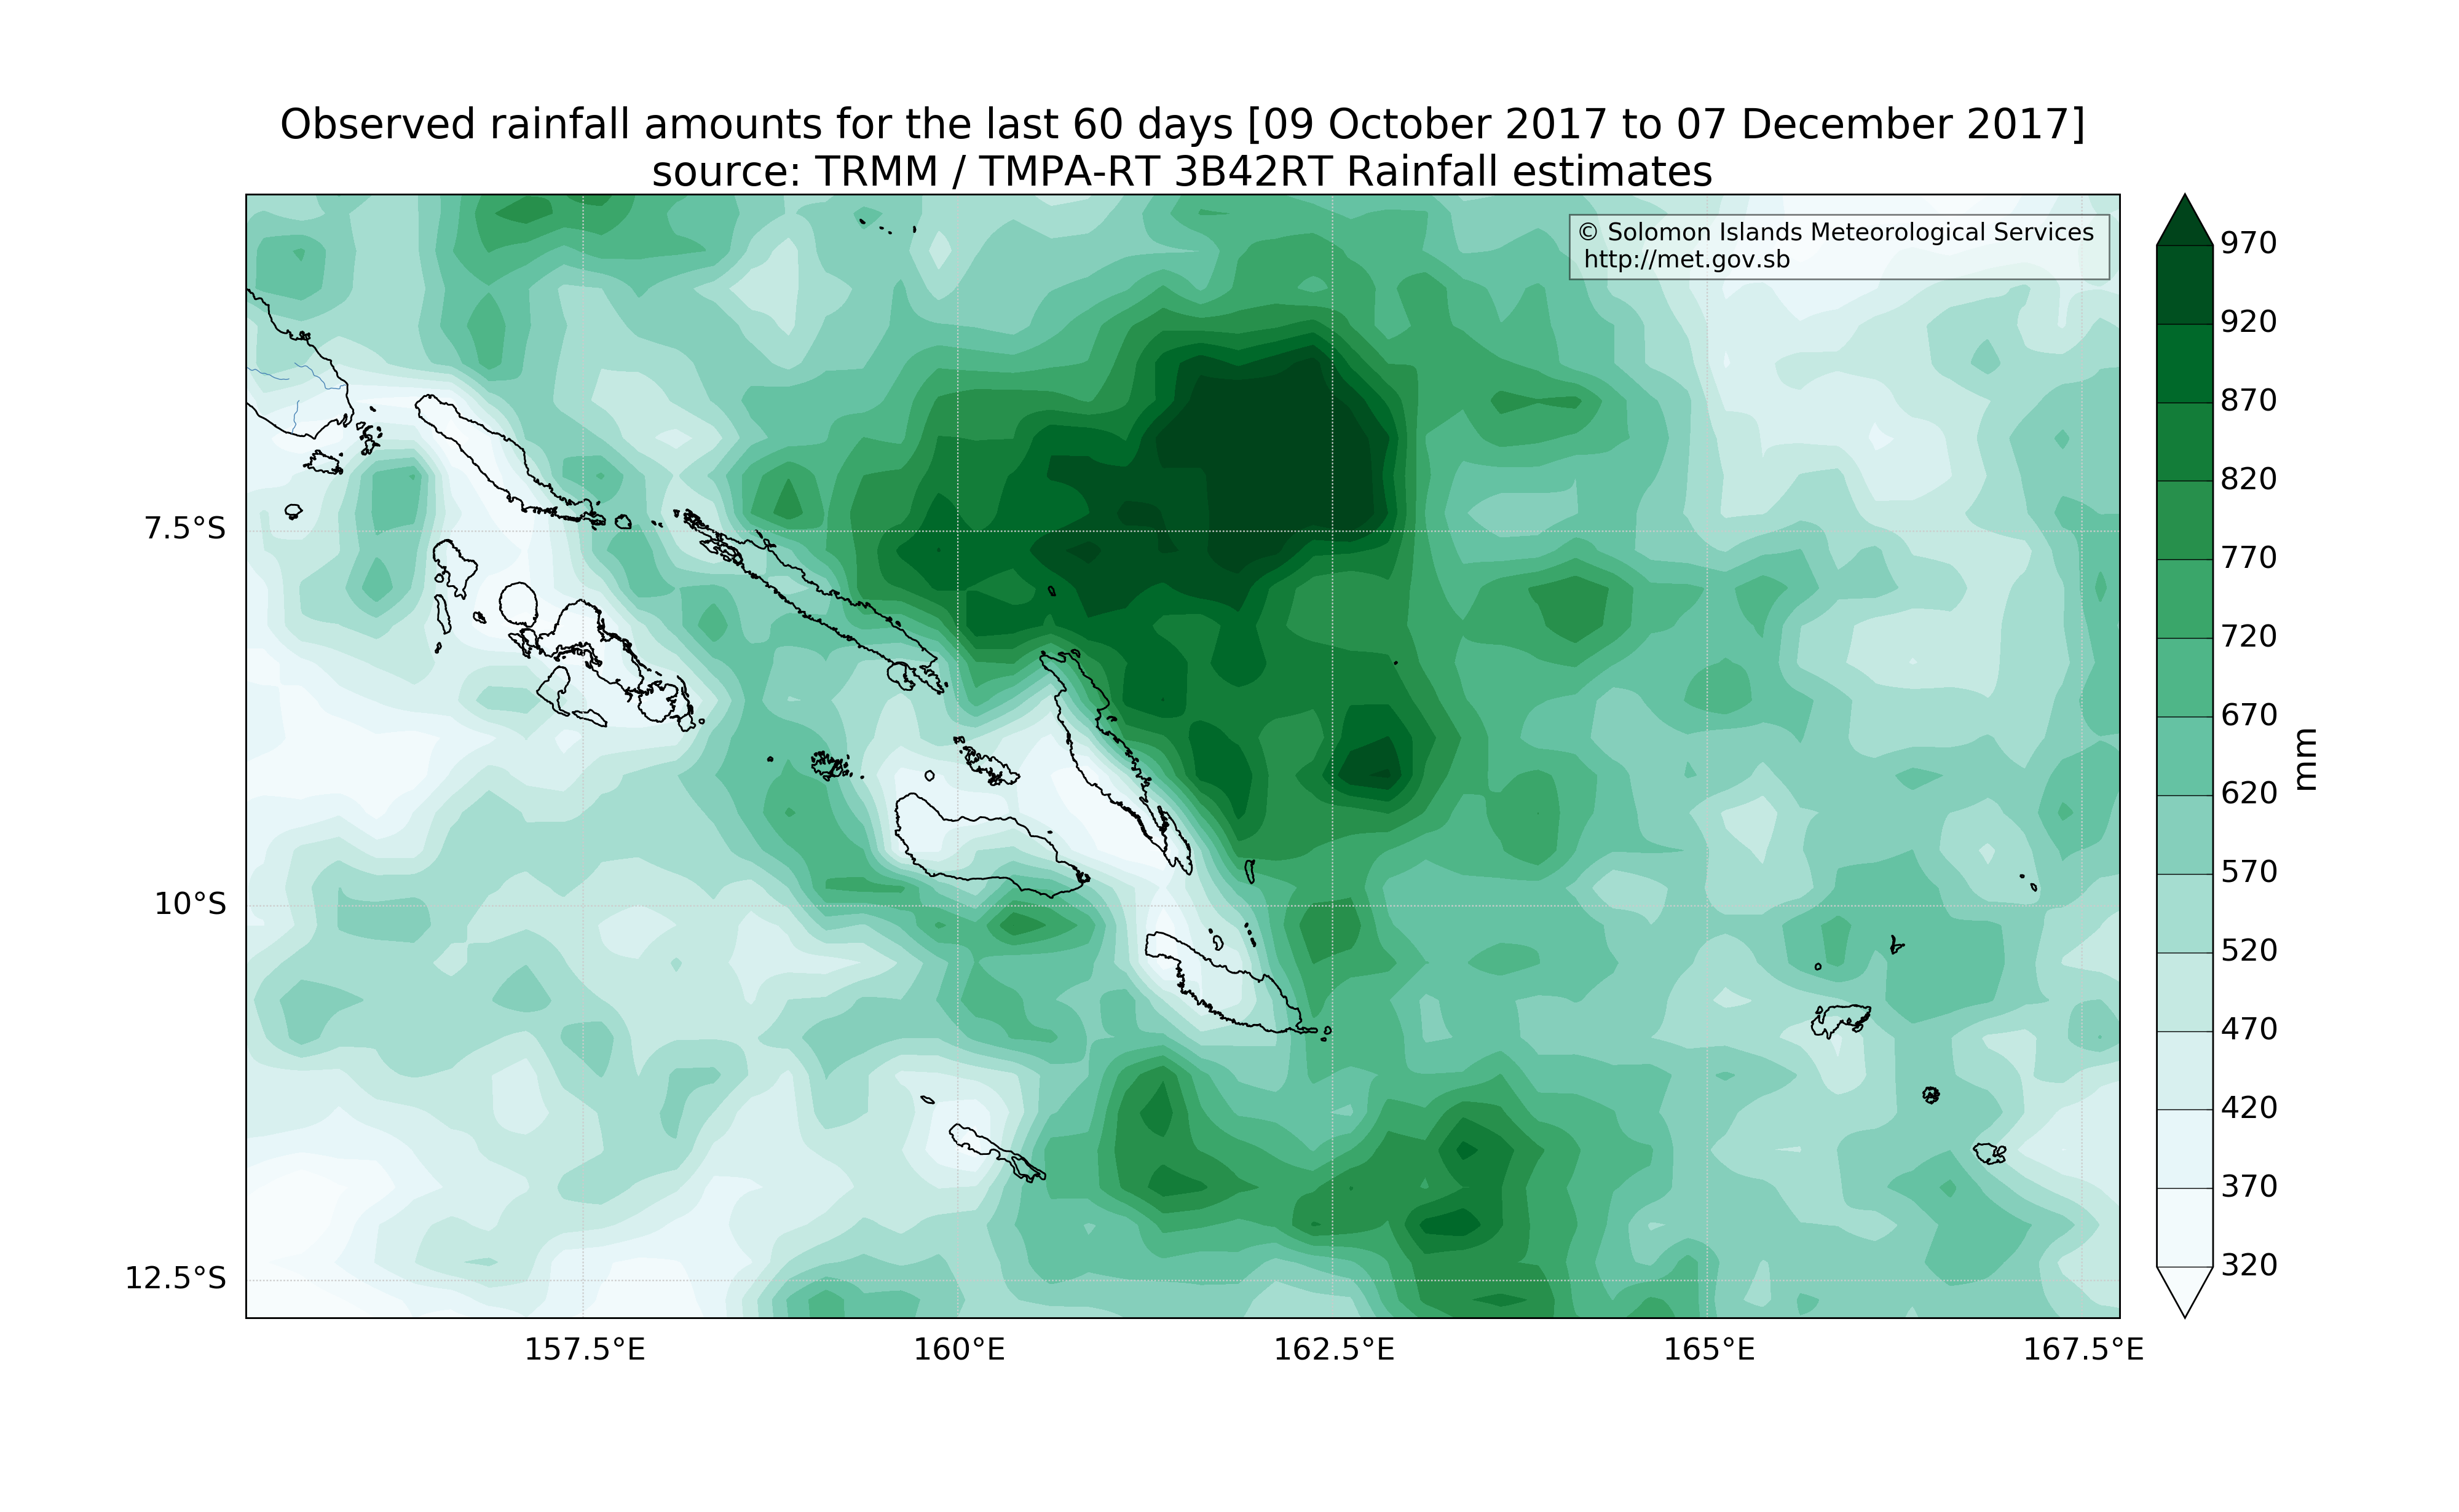 Observed rainfall amounts for the last 60 days [09 October 2017 to 07 December 2017]
source: TRMM / TMPA-RT 3B42RT Rainfall estimates
© Solomon Islands Meteorological Services
http://met.gov.sb
7.5°S
10°S
12.5°S
157.5°E
160°E
162.5°E
165°E
167.5°E
970
920
870
820
770
720
670
620
570
520
470
420
370
320
mm